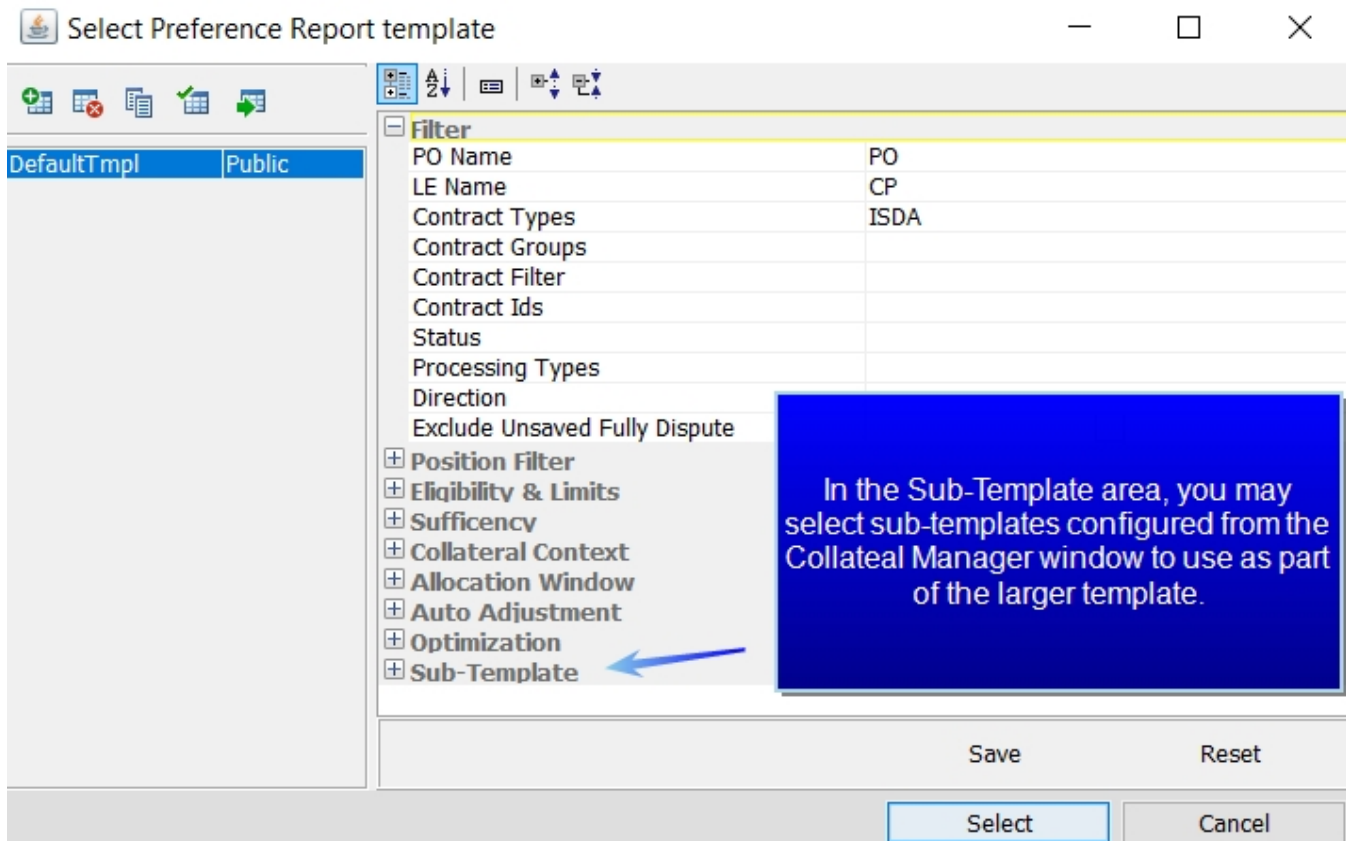 Select Preference Report template
DefaultTmpl Public
Filter
PO Name PO
LE Name CP
Contract Types ISDA
Contract Groups
Contract Filter
Contract Ids
Status
Processing Types
Direction
Exclude Unsaved Fully Dispute
Position Filter
Eligibility & Limits
Sufficency
Collateral Context
Allocation Window
Auto Adjustment
Optimization
Sub-Template
In the Sub-Template area, you may
select sub-templates configured from the
Collateal Manager window to use as part
of the larger template.
Save Reset
Select Cancel